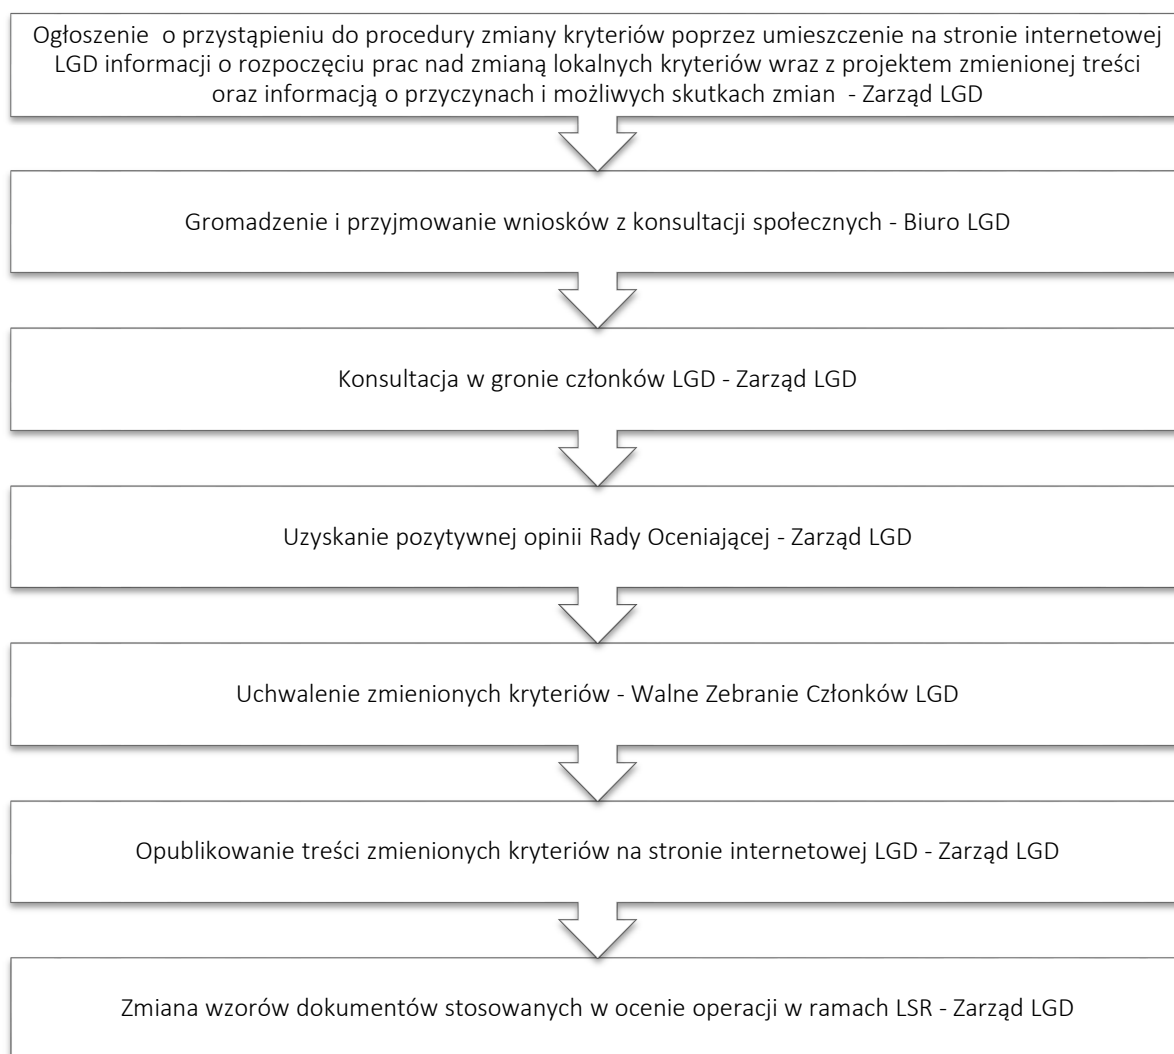 Ogłoszenie o przystąpieniu do procedury zmiany kryteriów poprzez umieszczenie na stronie internetowej
LGD informacji o rozpoczęciu prac nad zmianą lokalnych kryteriów wraz z projektem zmienionej treści
oraz informacją o przyczynach i możliwych skutkach zmian - Zarząd LGD
Gromadzenie i przyjmowanie wniosków z konsultacji społecznych - Biuro LGD
Konsultacja w gronie członków LGD - Zarząd LGD
Uzyskanie pozytywnej opinii Rady Oceniającej - Zarząd LGD
Uchwalenie zmienionych kryteriów - Walne Zebranie Członków LGD
Opublikowanie treści zmienionych kryteriów na stronie internetowej LGD - Zarząd LGD
Zmiana wzorów dokumentów stosowanych w ocenie operacji w ramach LSR - Zarząd LGD